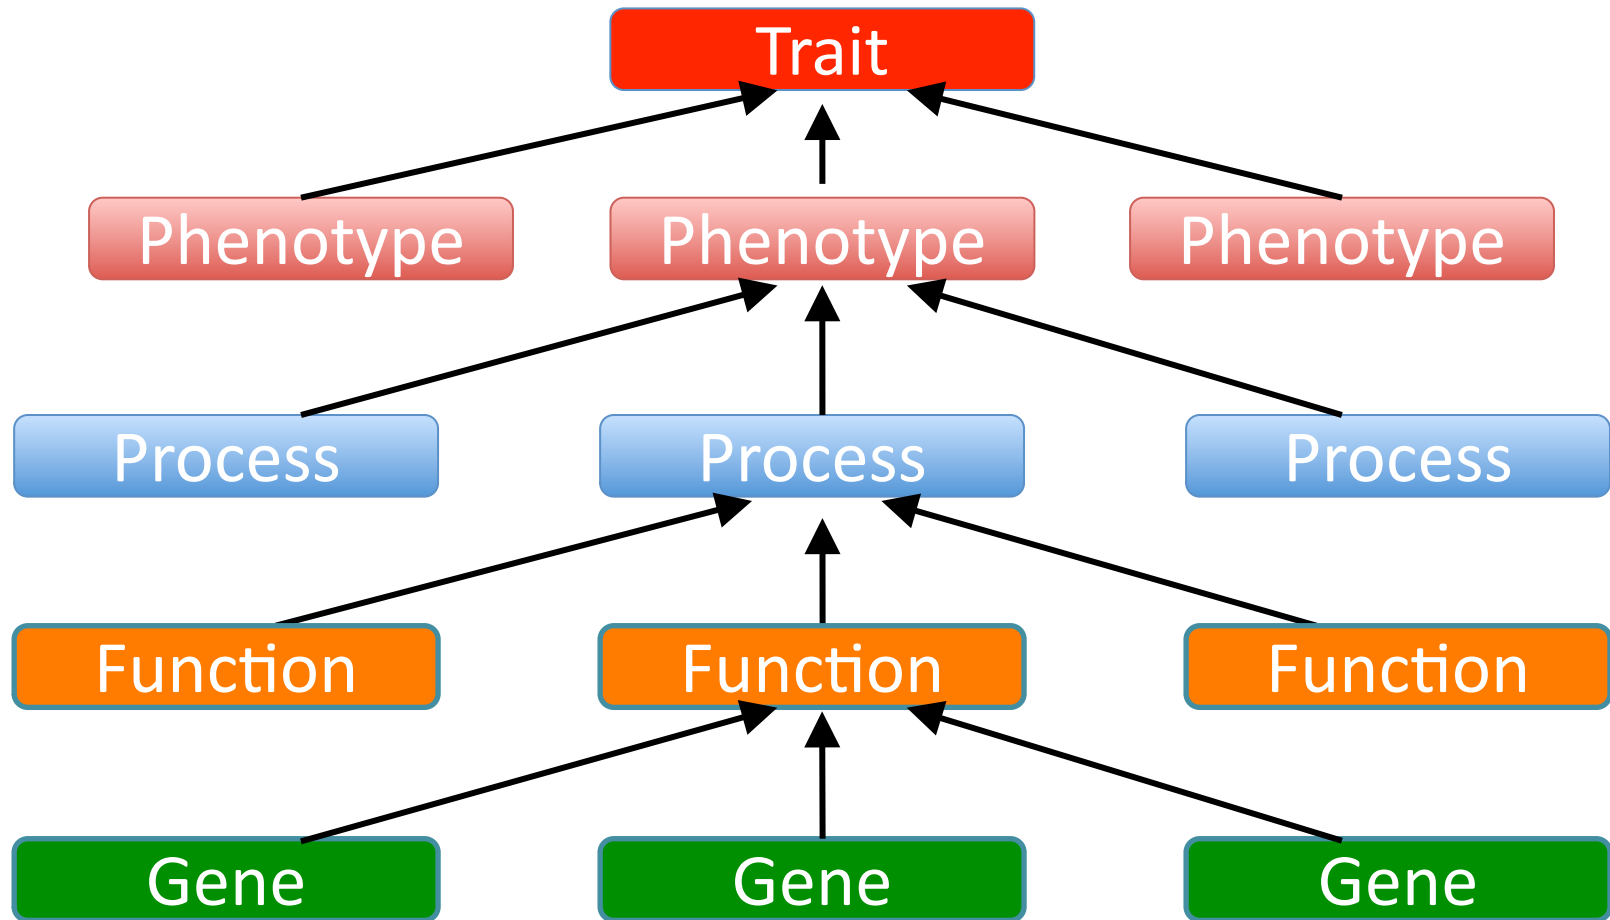 Trait
Phenotype Phenotype Phenotype
Process Process Process
Function Function Function
Gene Gene Gene